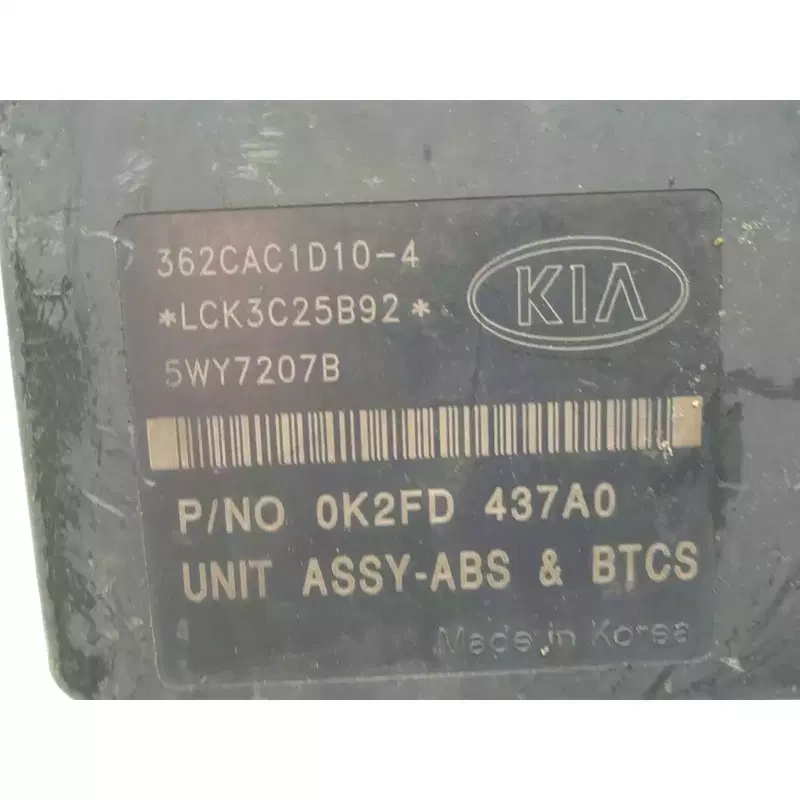 362CAC1D10-4
KIA
*LCK3C25B92*
5WY7207B
P/NO 0K2FD 437A0
UNIT ASSY-ABS & BTCS
Made in Korea